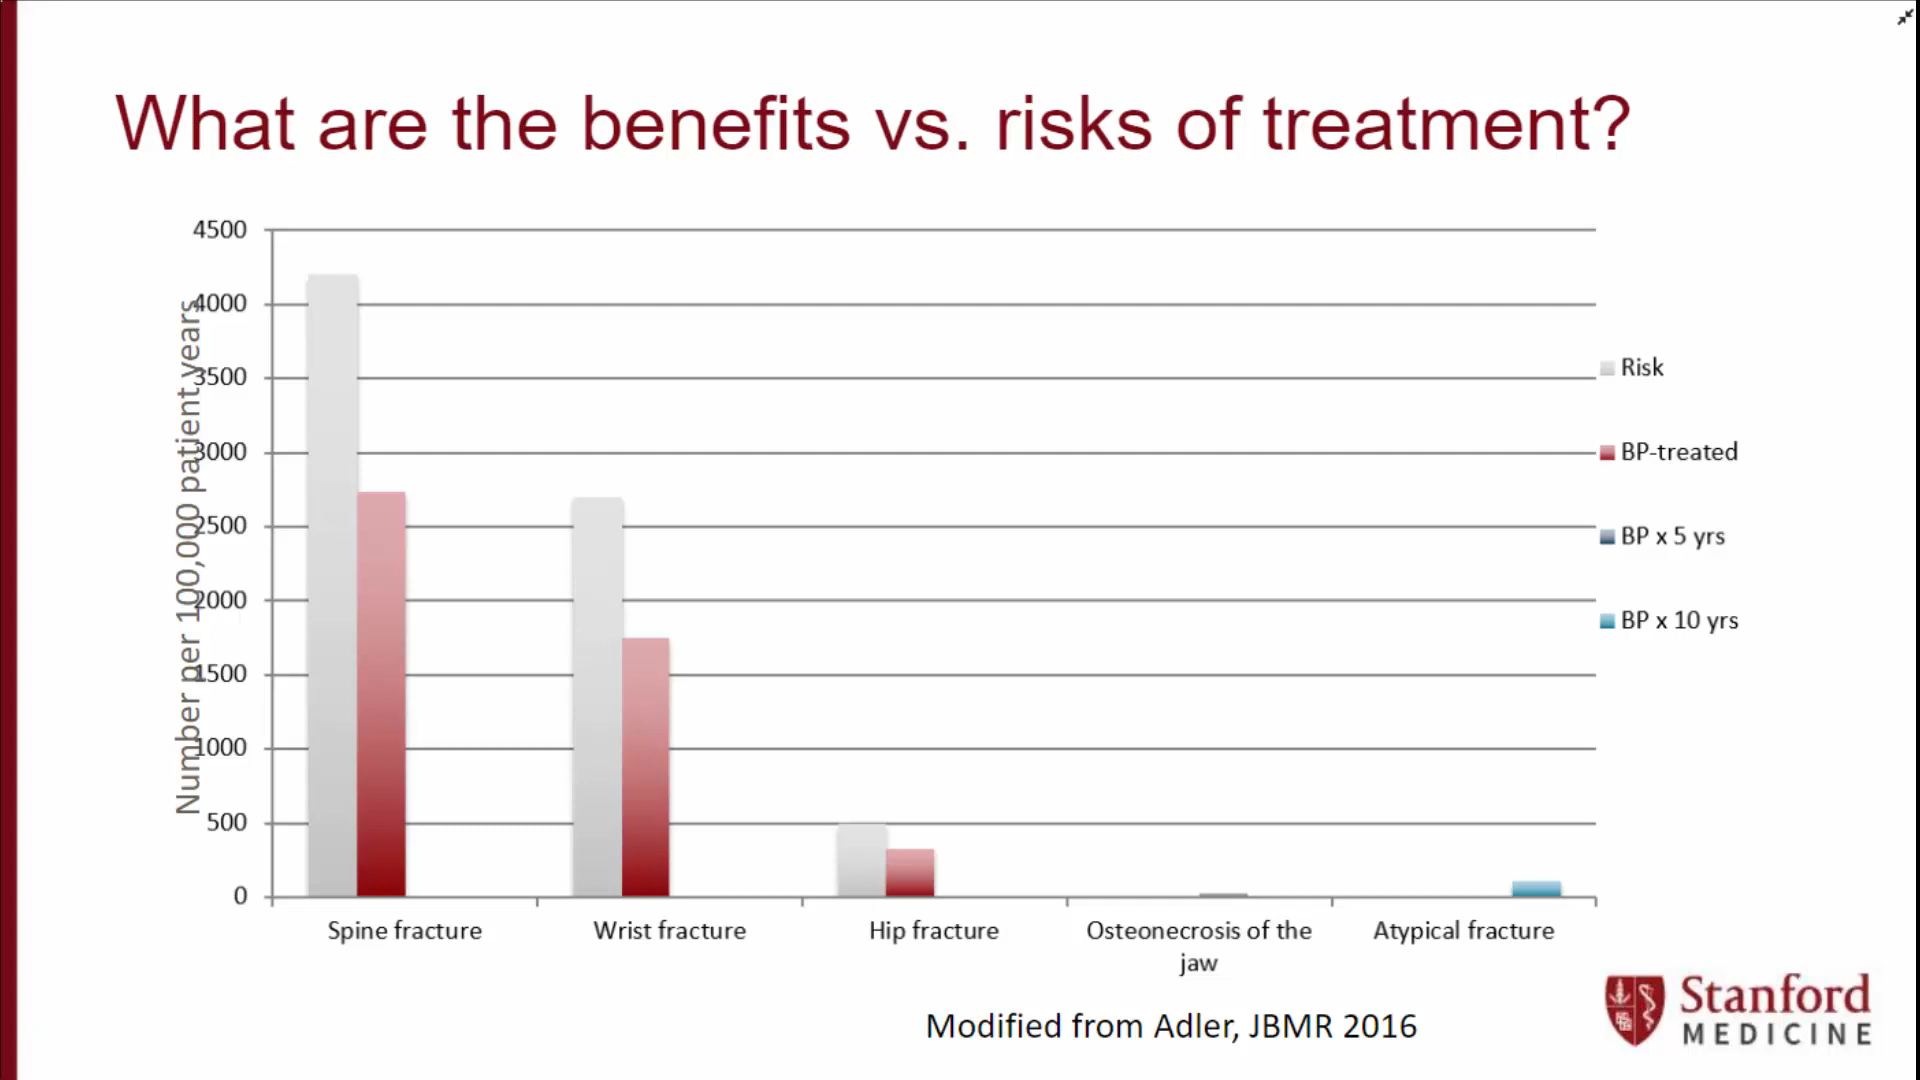 What are the benefits vs. risks of treatment?
Number per 100,000 patient years
4500
4000
3500
3000
2500
2000
1500
1000
500
0
Spine fracture
Wrist fracture
Hip fracture
Osteonecrosis of the
jaw
Atypical fracture
Risk
BP-treated
BP x 5 yrs
BP x 10 yrs
Modified from Adler, JBMR 2016
Stanford
MEDICINE